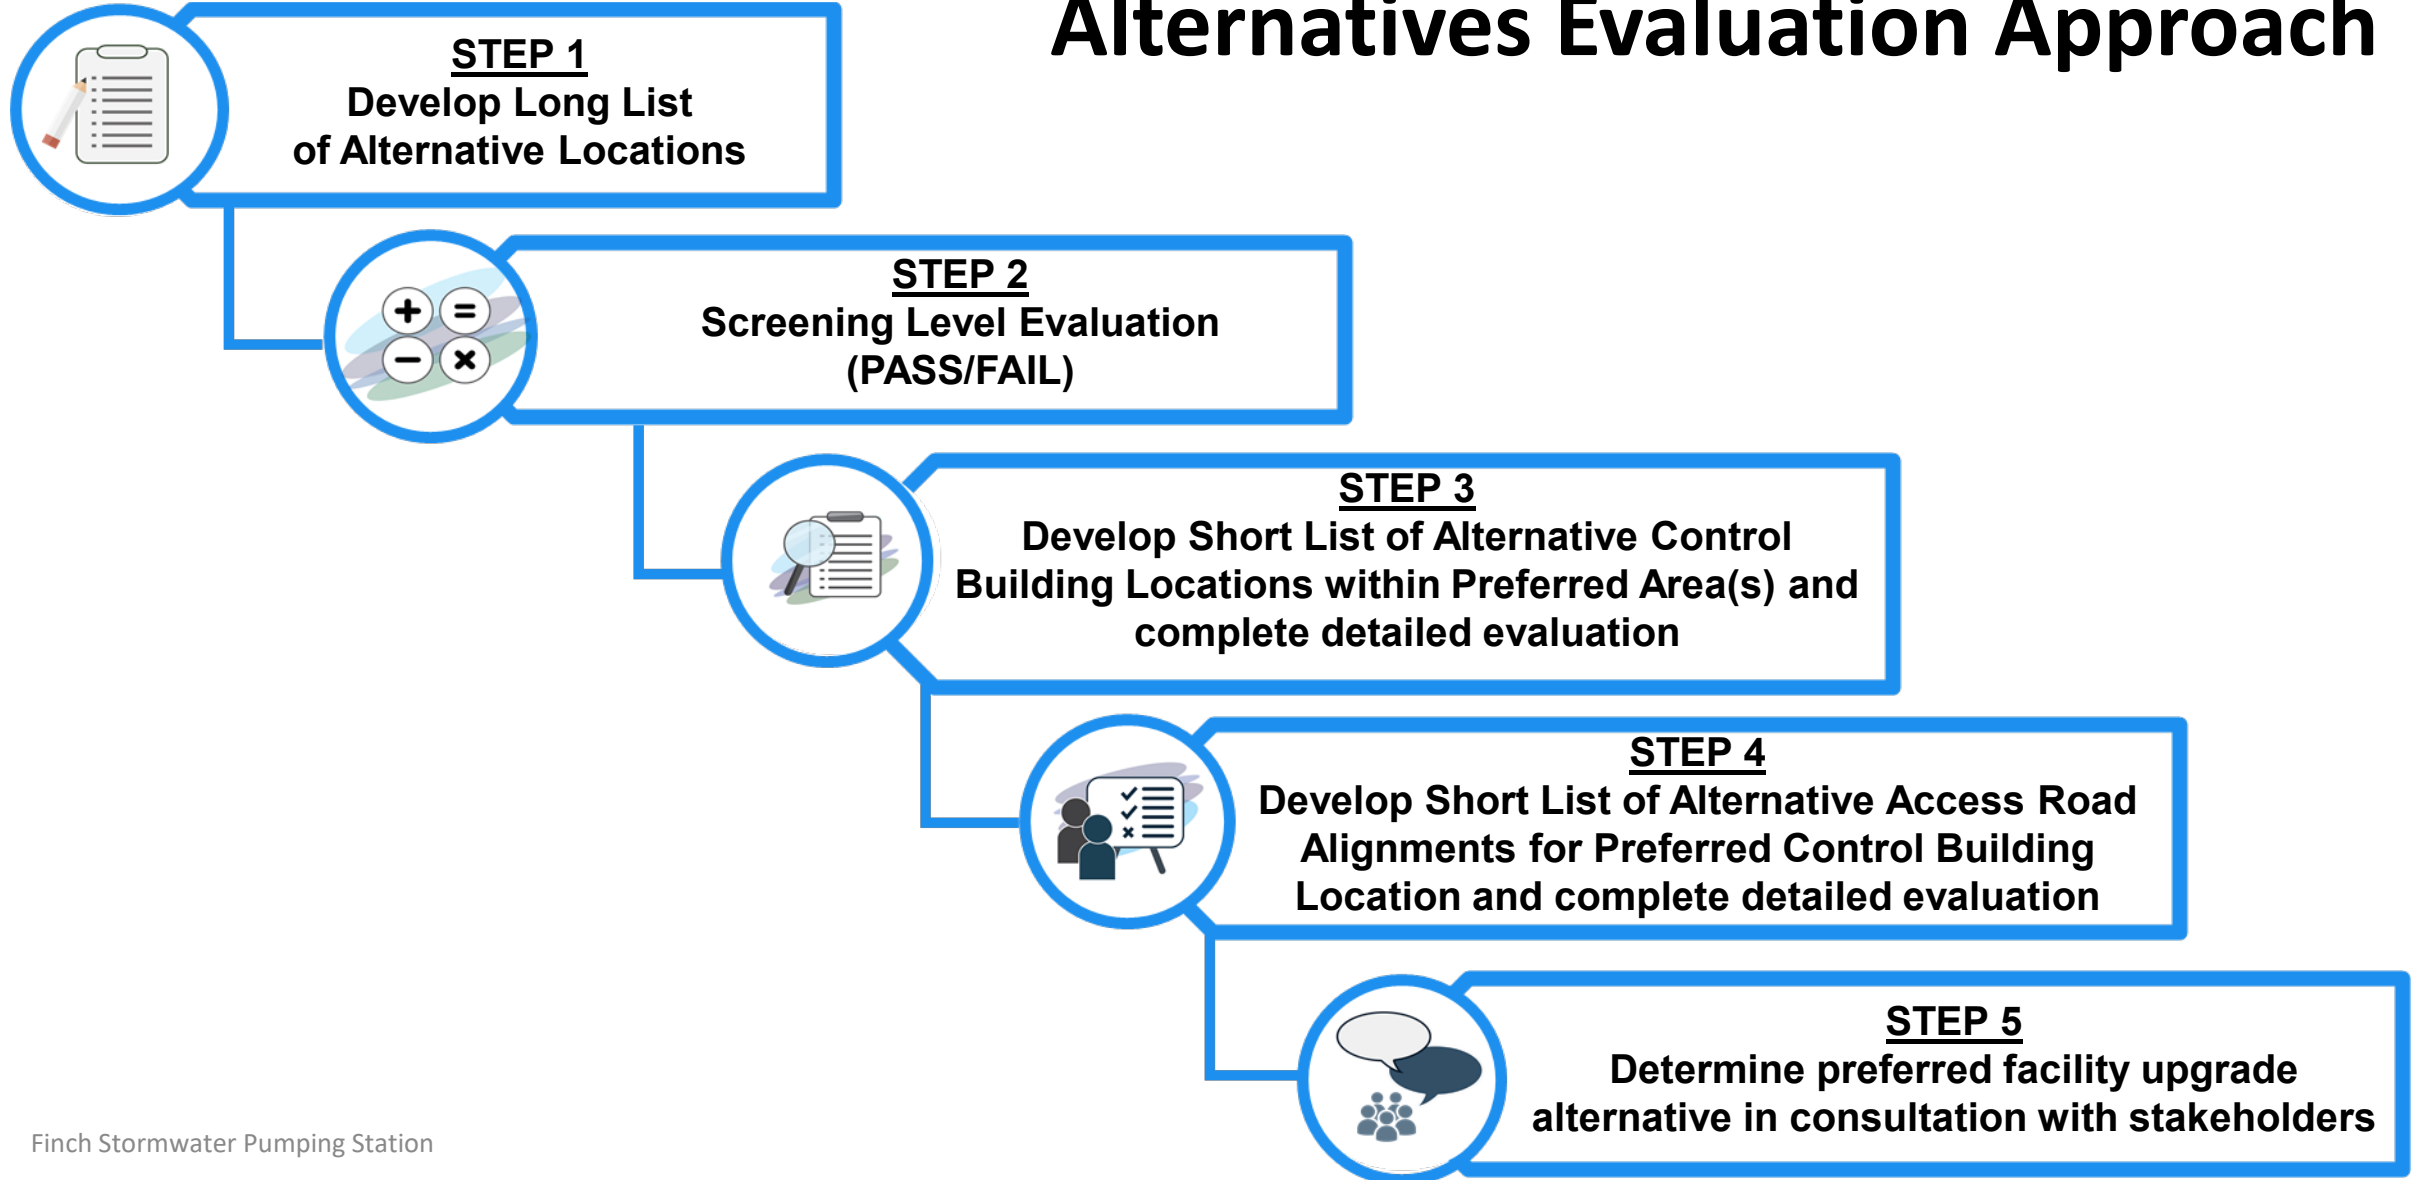 Alternatives Evaluation Approach
STEP 1
Develop Long List
of Alternative Locations
STEP 2
Screening Level Evaluation
(PASS/FAIL)
STEP 3
Develop Short List of Alternative Control
Building Locations within Preferred Area(s) and
complete detailed evaluation
STEP 4
Develop Short List of Alternative Access Road
Alignments for Preferred Control Building
Location and complete detailed evaluation
STEP 5
Determine preferred facility upgrade
alternative in consultation with stakeholders
Finch Stormwater Pumping Station